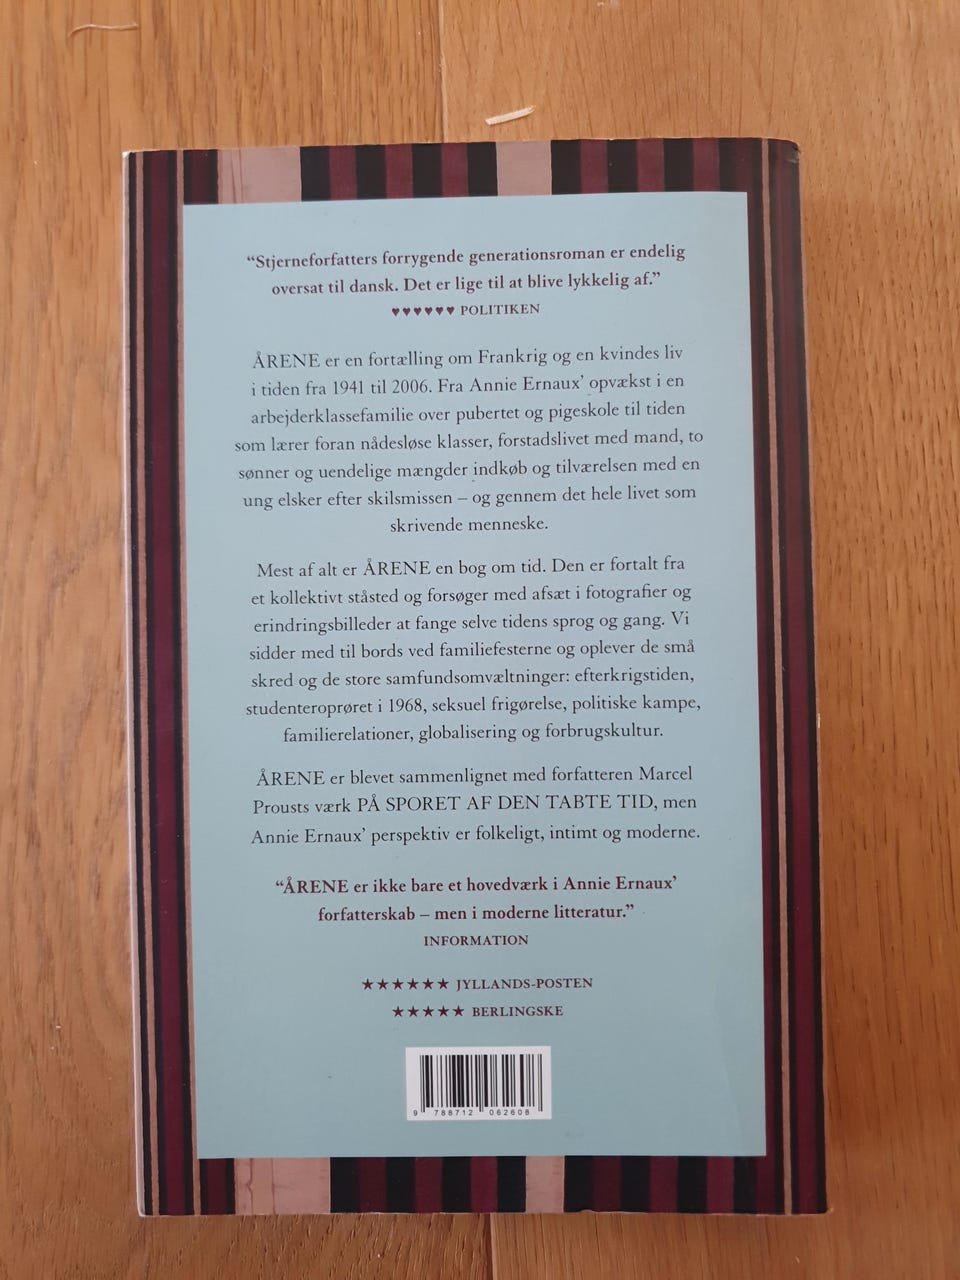 “Stjerneforfatters forrygende generationsroman er endelig
oversat til dansk. Det er lige til at blive lykkelig af.”
♥♥♥♥♥♥ POLITIKEN
ÅRENE er en fortælling om Frankrig og en kvindes liv
i tiden fra 1941 til 2006. Fra Annie Ernaux’ opvækst i en
arbejderklassefamilie over pubertet og pigeskole til tiden
som lærer foran nådesløse klasser, forstadslivet med mand, to
sønner og uendelige mængder indkøb og tilværelsen med en
ung elsker efter skilsmissen – og gennem det hele livet som
skrivende menneske.
Mest af alt er ÅRENE en bog om tid. Den er fortalt fra
et kollektivt ståsted og forsøger med afsæt i fotografier og
erindringsbilleder at fange selve tidens sprog og gang. Vi
sidder med til bords ved familiefesterne og oplever de små
skred og de store samfundsomvæltninger: efterkrigstiden,
studenteroprøret i 1968, seksuel frigørelse, politiske kampe,
familierelationer, globalisering og forbrugskultur.
ÅRENE er blevet sammenlignet med forfatteren Marcel
Prousts værk PÅ SPORET AF DEN TABTE TID, men
Annie Ernaux’ perspektiv er folkeligt, intimt og moderne.
“ÅRENE er ikke bare et hovedværk i Annie Ernaux’
forfatterskab – men i moderne litteratur.”
INFORMATION
★★★★★★ JYLLANDS-POSTEN
★★★★★ BERLINGSKE
9 788712 062608